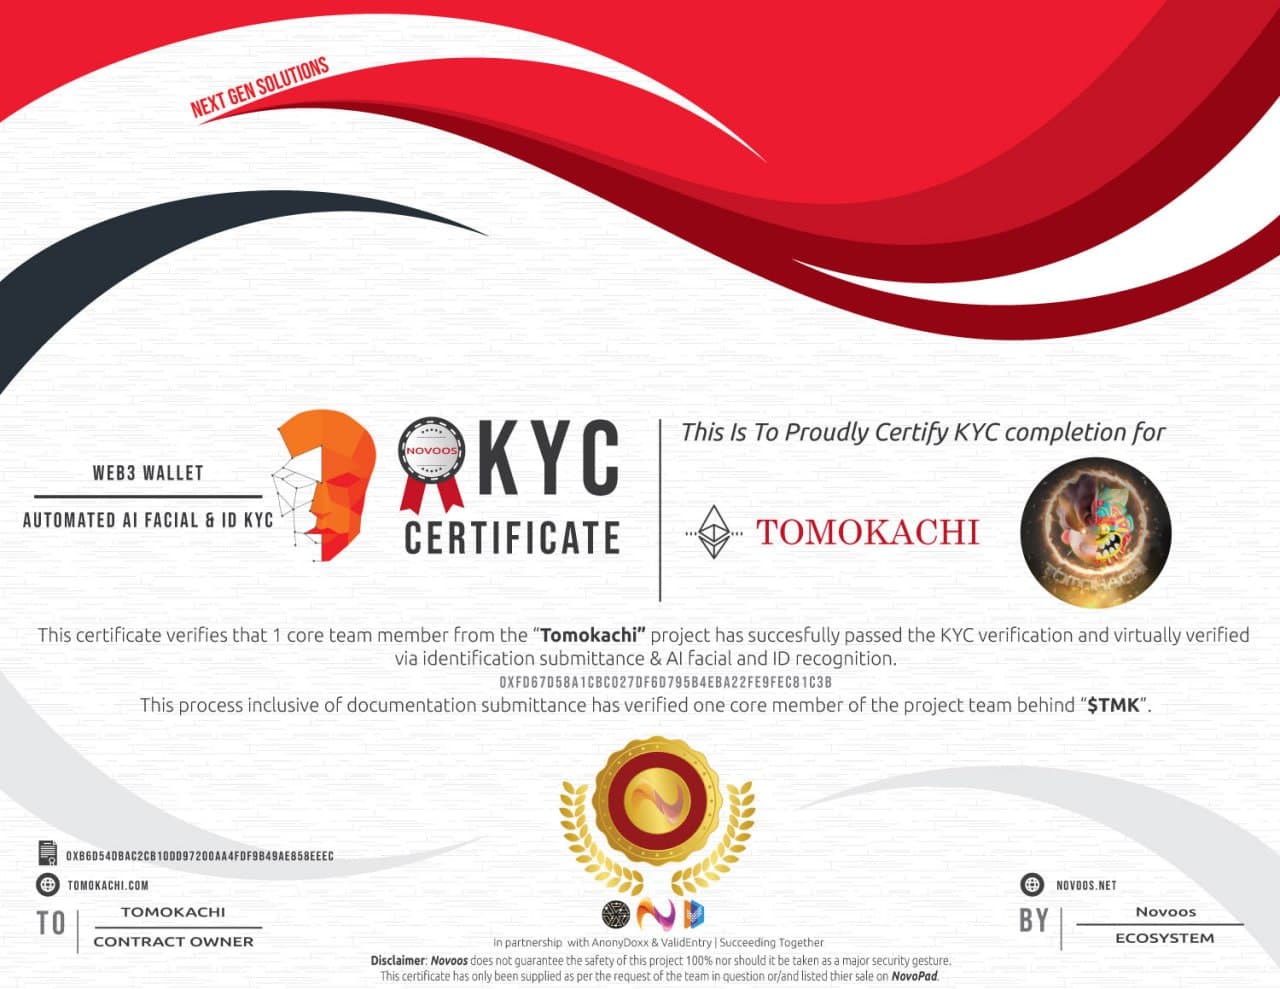 NEXT GEN SOLUTIONS
WEB3 WALLET
AUTOMATED AI FACIAL & ID KYC
NOVOOS
KYC
CERTIFICATE
This Is To Proudly Certify KYC completion for
TOMOKACHI
TOMOKACHI
This certificate verifies that 1 core team member from the “Tomokachi” project has succesfully passed the KYC verification and virtually verified
via identification submittance & AI facial and ID recognition.
0XFD67D58A1CBC027DF6D795B4EBA22FE9FEC81C3B
This process inclusive of documentation submittance has verified one core member of the project team behind “$TMK”.
0XB6D54DBAC2CB10DD97200AA4FDF9B49AE858EEEC
TOMOKACHI.COM
TO
TOMOKACHI
CONTRACT OWNER
NOVOOS.NET
BY
Novoos
ECOSYSTEM
In partnership with AnonyDoxx & ValidEntry | Succeeding Together
Disclaimer: Novoos does not guarantee the safety of this project 100% nor should it be taken as a major security gesture.
This certificate has only been supplied as per the request of the team in question or/and listed thier sale on NovoPad.